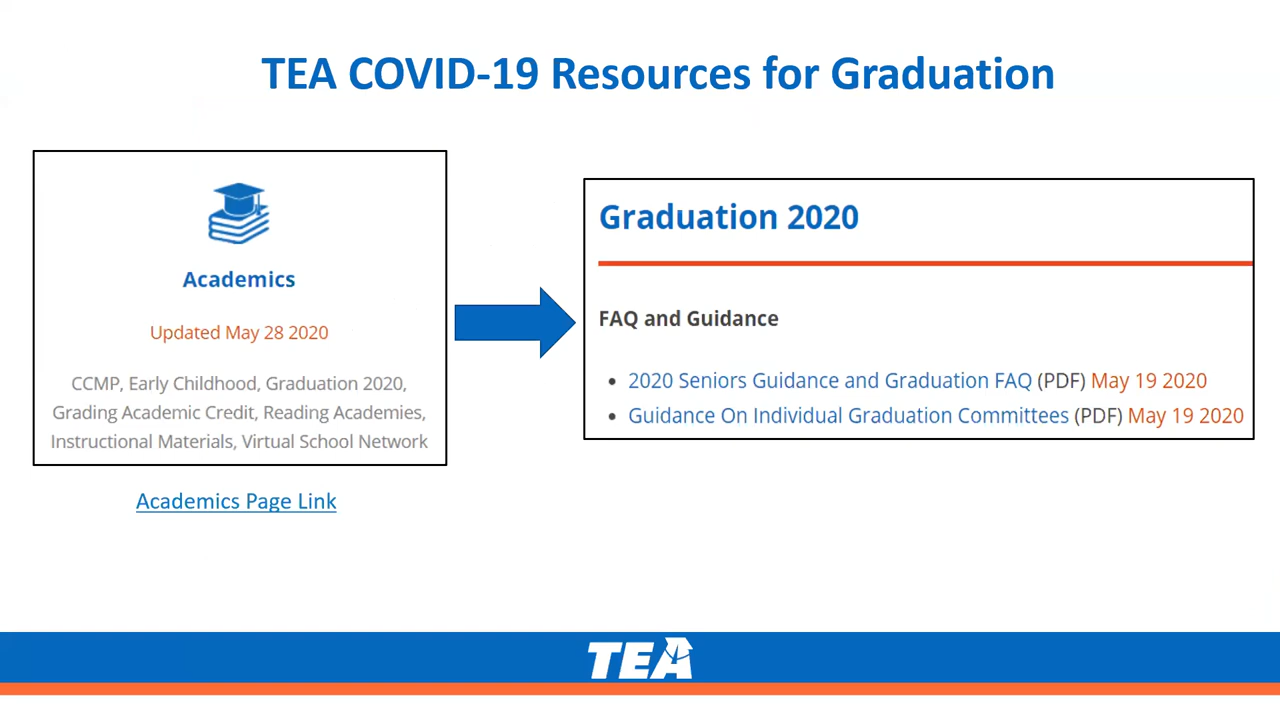 TEA COVID-19 Resources for Graduation
Academics
Updated May 28 2020
CCMP, Early Childhood, Graduation 2020,
Grading Academic Credit, Reading Academies,
Instructional Materials, Virtual School Network
Academics Page Link
Graduation 2020
FAQ and Guidance
• 2020 Seniors Guidance and Graduation FAQ (PDF) May 19 2020
• Guidance On Individual Graduation Committees (PDF) May 19 2020
TEA